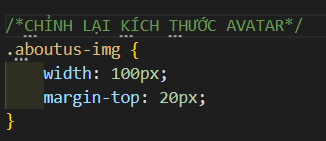 /*CHỈNH LẠI KÍCH THƯỚC AVATAR*/
.aboutus-img {
    width: 100px;
    margin-top: 20px;
}